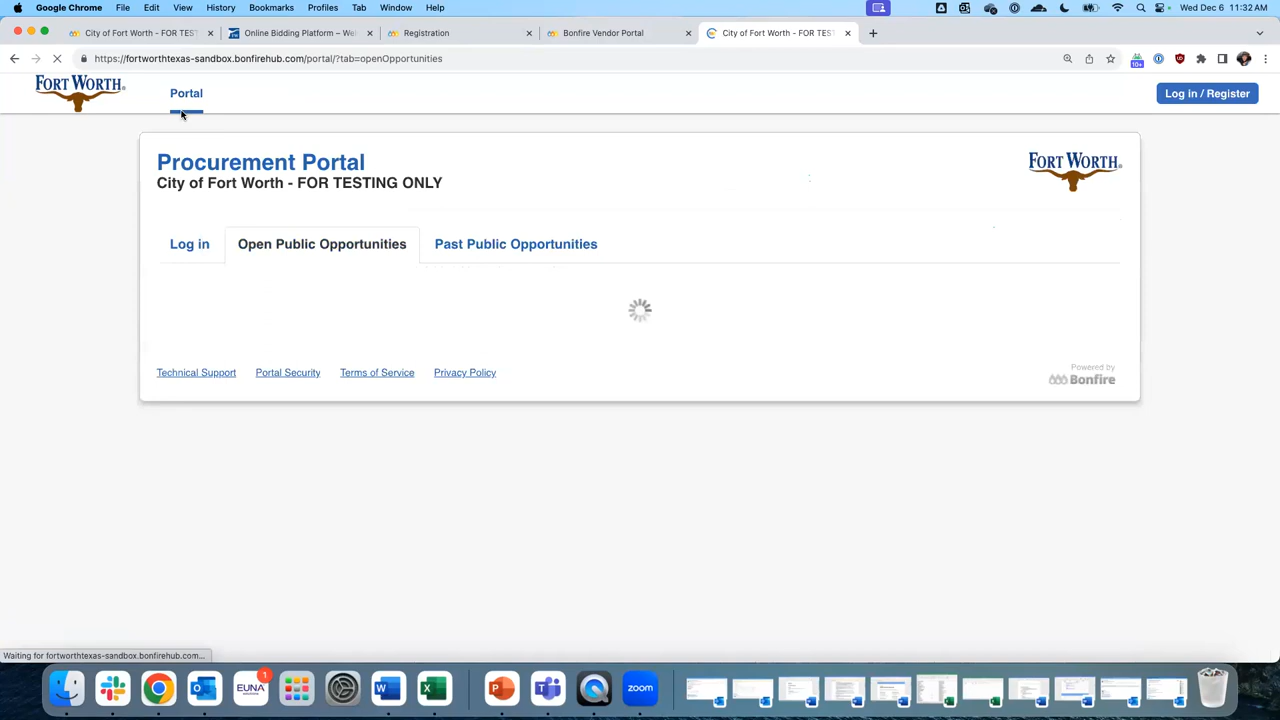 Google Chrome File Edit View History Bookmarks Profiles Tab Window Help Wed Dec 6 11:32 AM
City of Fort Worth - FOR TEST Online Bidding Platform – We Registration Bonfire Vendor Portal City of Fort Worth - FOR TEST
https://fortworthtexas-sandbox.bonfirehub.com/portal/?tab=openOpportunities
10+
FORT WORTH
Portal
Log in / Register
Procurement Portal
City of Fort Worth - FOR TESTING ONLY
FORT WORTH
Log in Open Public Opportunities Past Public Opportunities
Technical Support Portal Security Terms of Service Privacy Policy
Powered by
Bonfire
Waiting for fortworthtexas-sandbox.bonfirehub.com...
EUNA
1
zoom